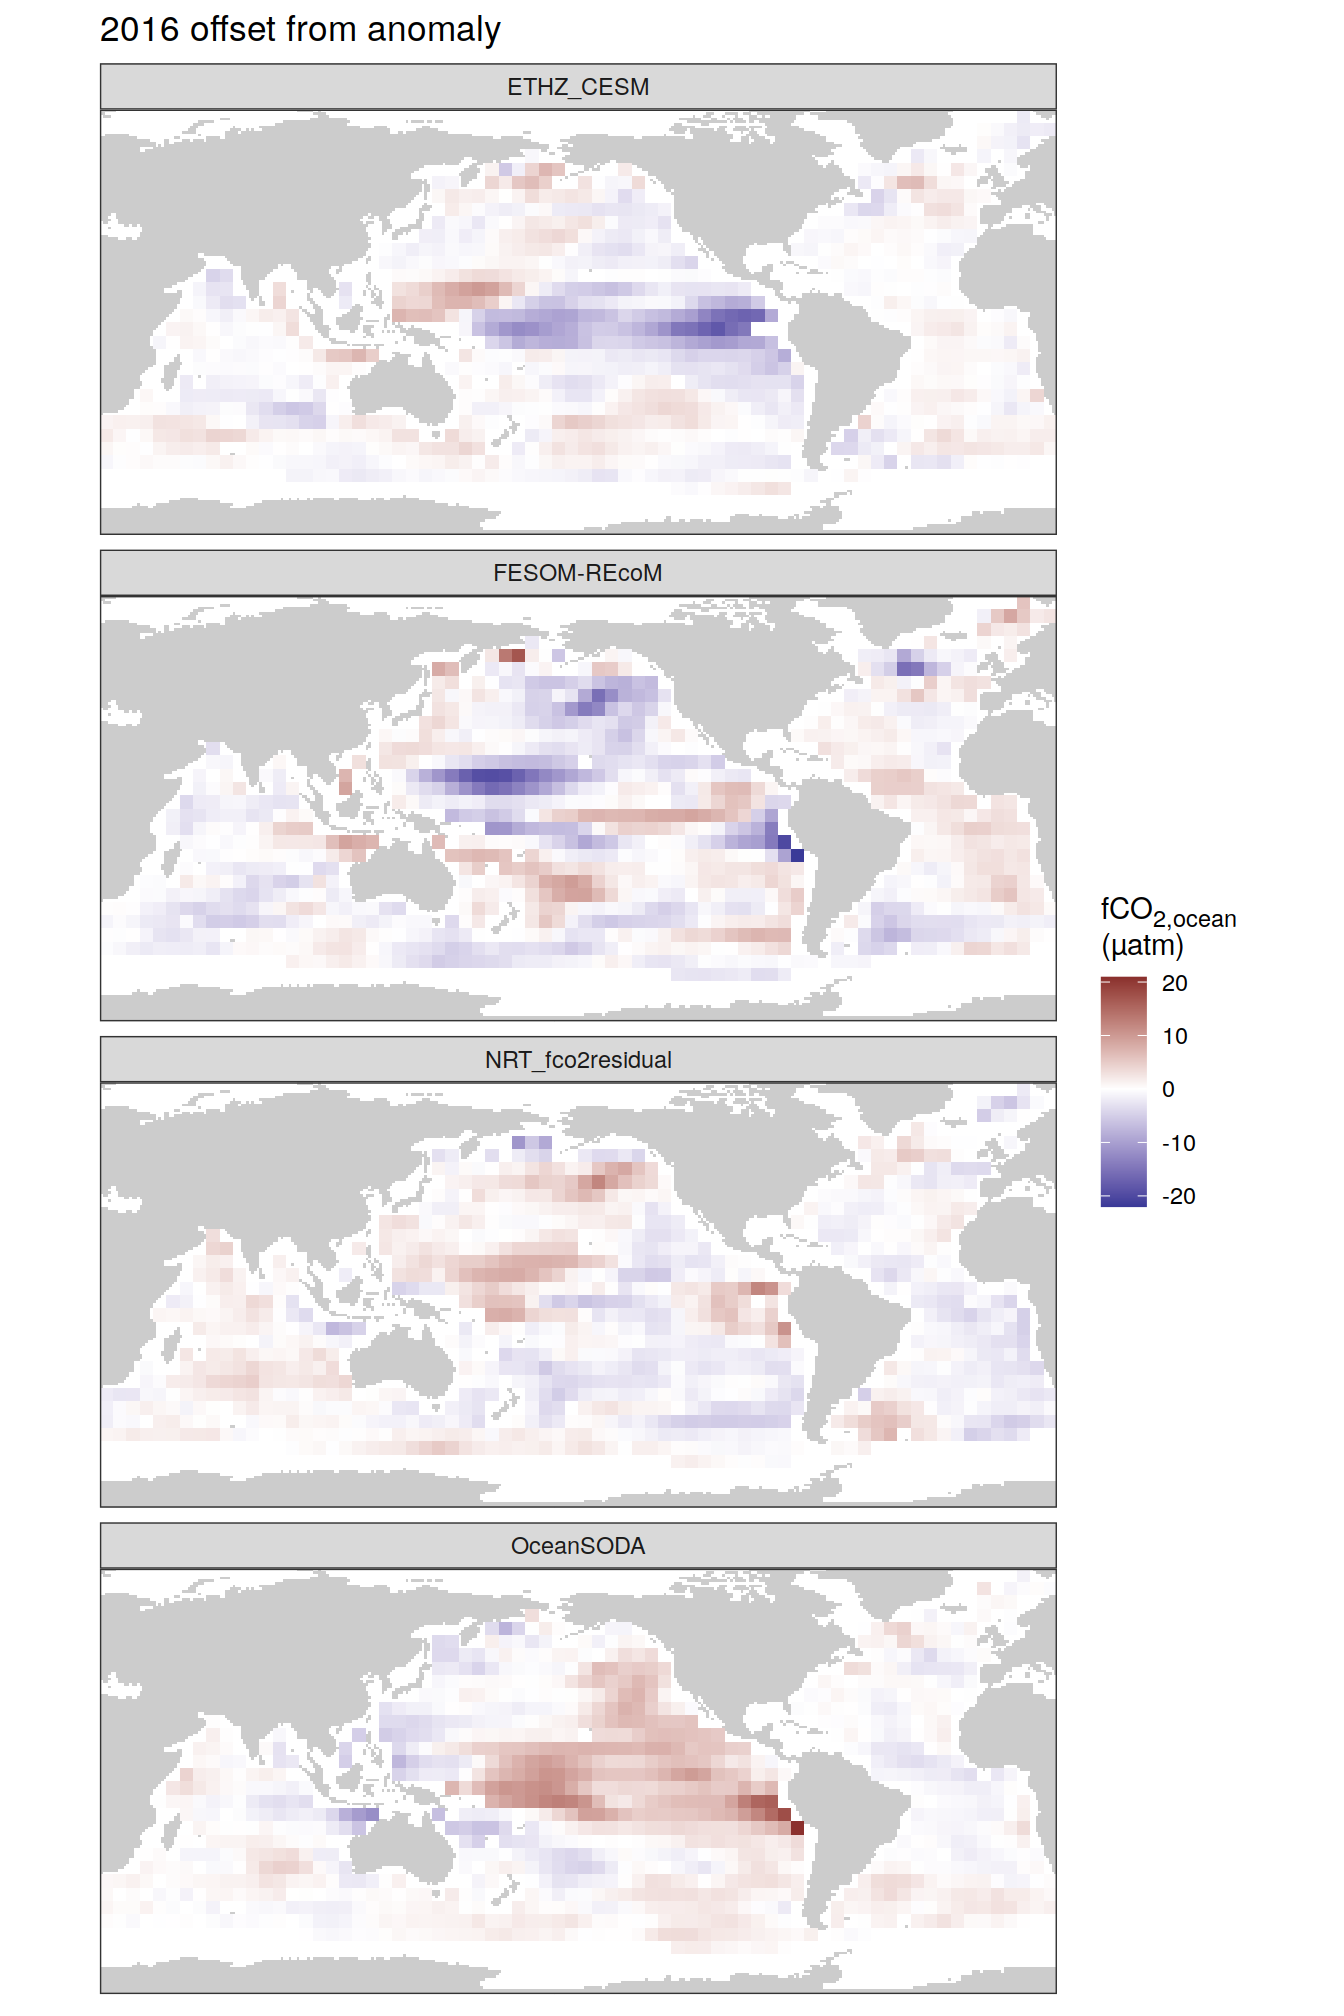 2016 offset from anomaly
ETHZ_CESM
FESOM-REcoM
NRT_fco2residual
OceanSODA
fCO2,ocean
(µatm)
20
10
0
-10
-20